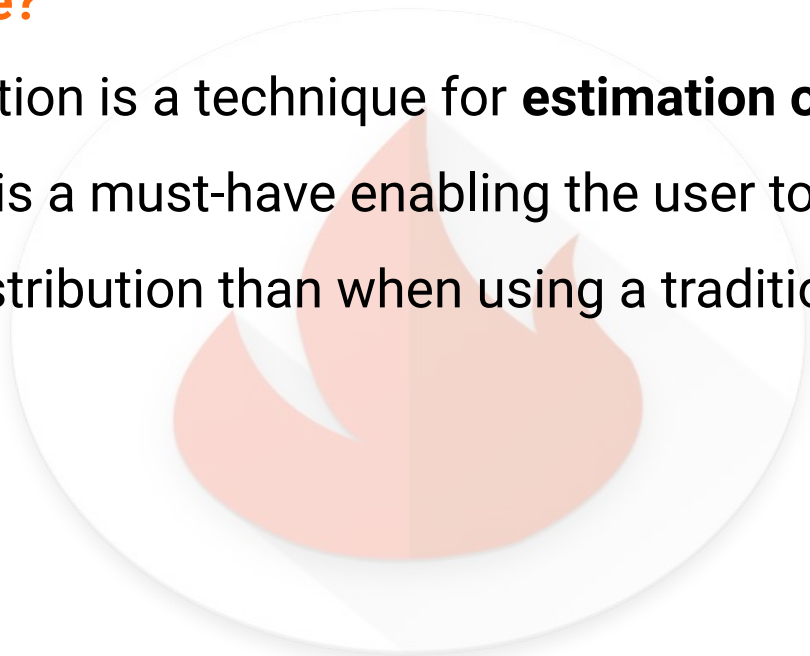 e?
tion is a technique for estimation
is a must-have enabling the user to
stribution than when using a traditio